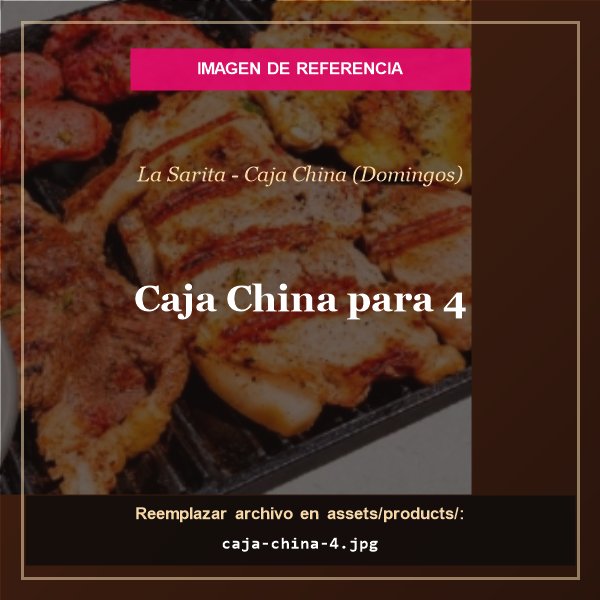 IMAGEN DE REFERENCIA
La Sarita - Caja China (Domingos)
Caja China para 4
Reemplazar archivo en assets/products/:
caja-china-4.jpg